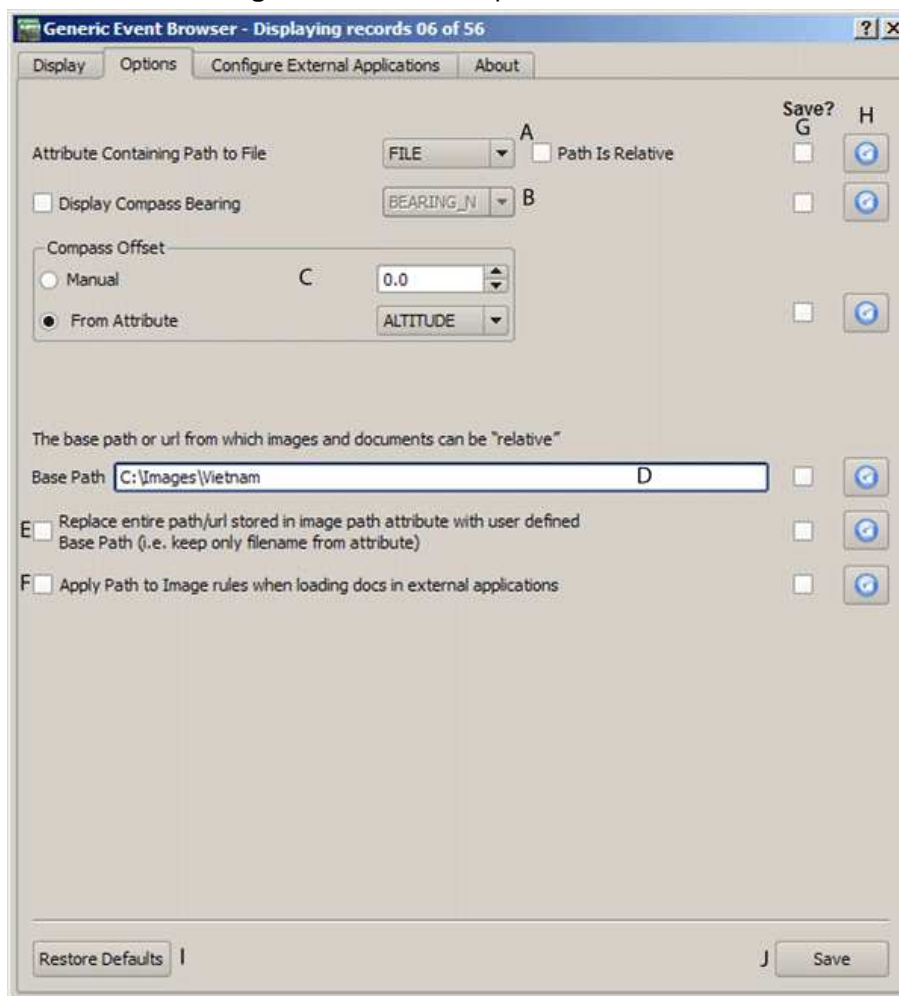 Generic Event Browser - Displaying records 06 of 56
Display Options Configure External Applications About
Save? H
G
A
Attribute Containing Path to File FILE Path Is Relative
Display Compass Bearing BEARING_N B
Compass Offset
Manual C 0.0
From Attribute ALTITUDE
The base path or url from which images and documents can be "relative"
Base Path C:\Images\Vietnam D
E Replace entire path/url stored in image path attribute with user defined
Base Path (i.e. keep only filename from attribute)
F Apply Path to Image rules when loading docs in external applications
Restore Defaults I J Save